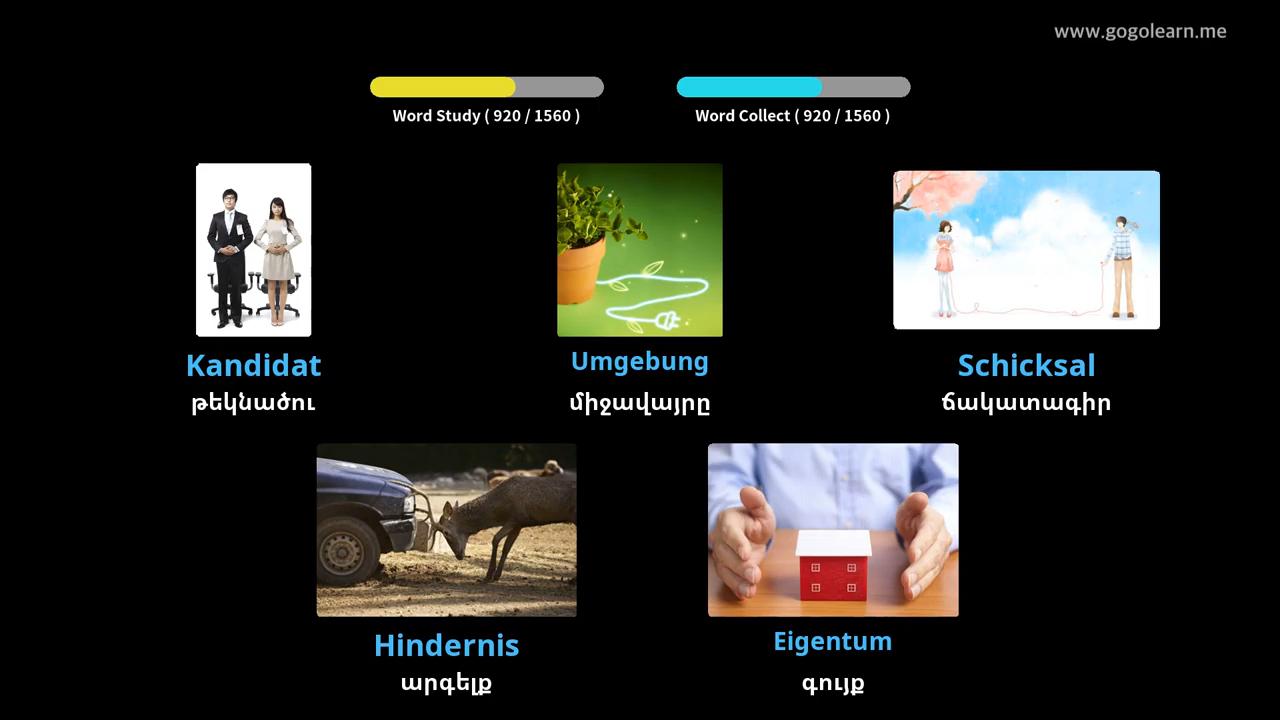 www.gogolearn.me
Word Study ( 920 / 1560 )
Word Collect ( 920 / 1560 )
Kandidat
թեկնածու
Umgebung
միջավայրը
Schicksal
ճակատագիր
Hindernis
արգելք
Eigentum
գույք